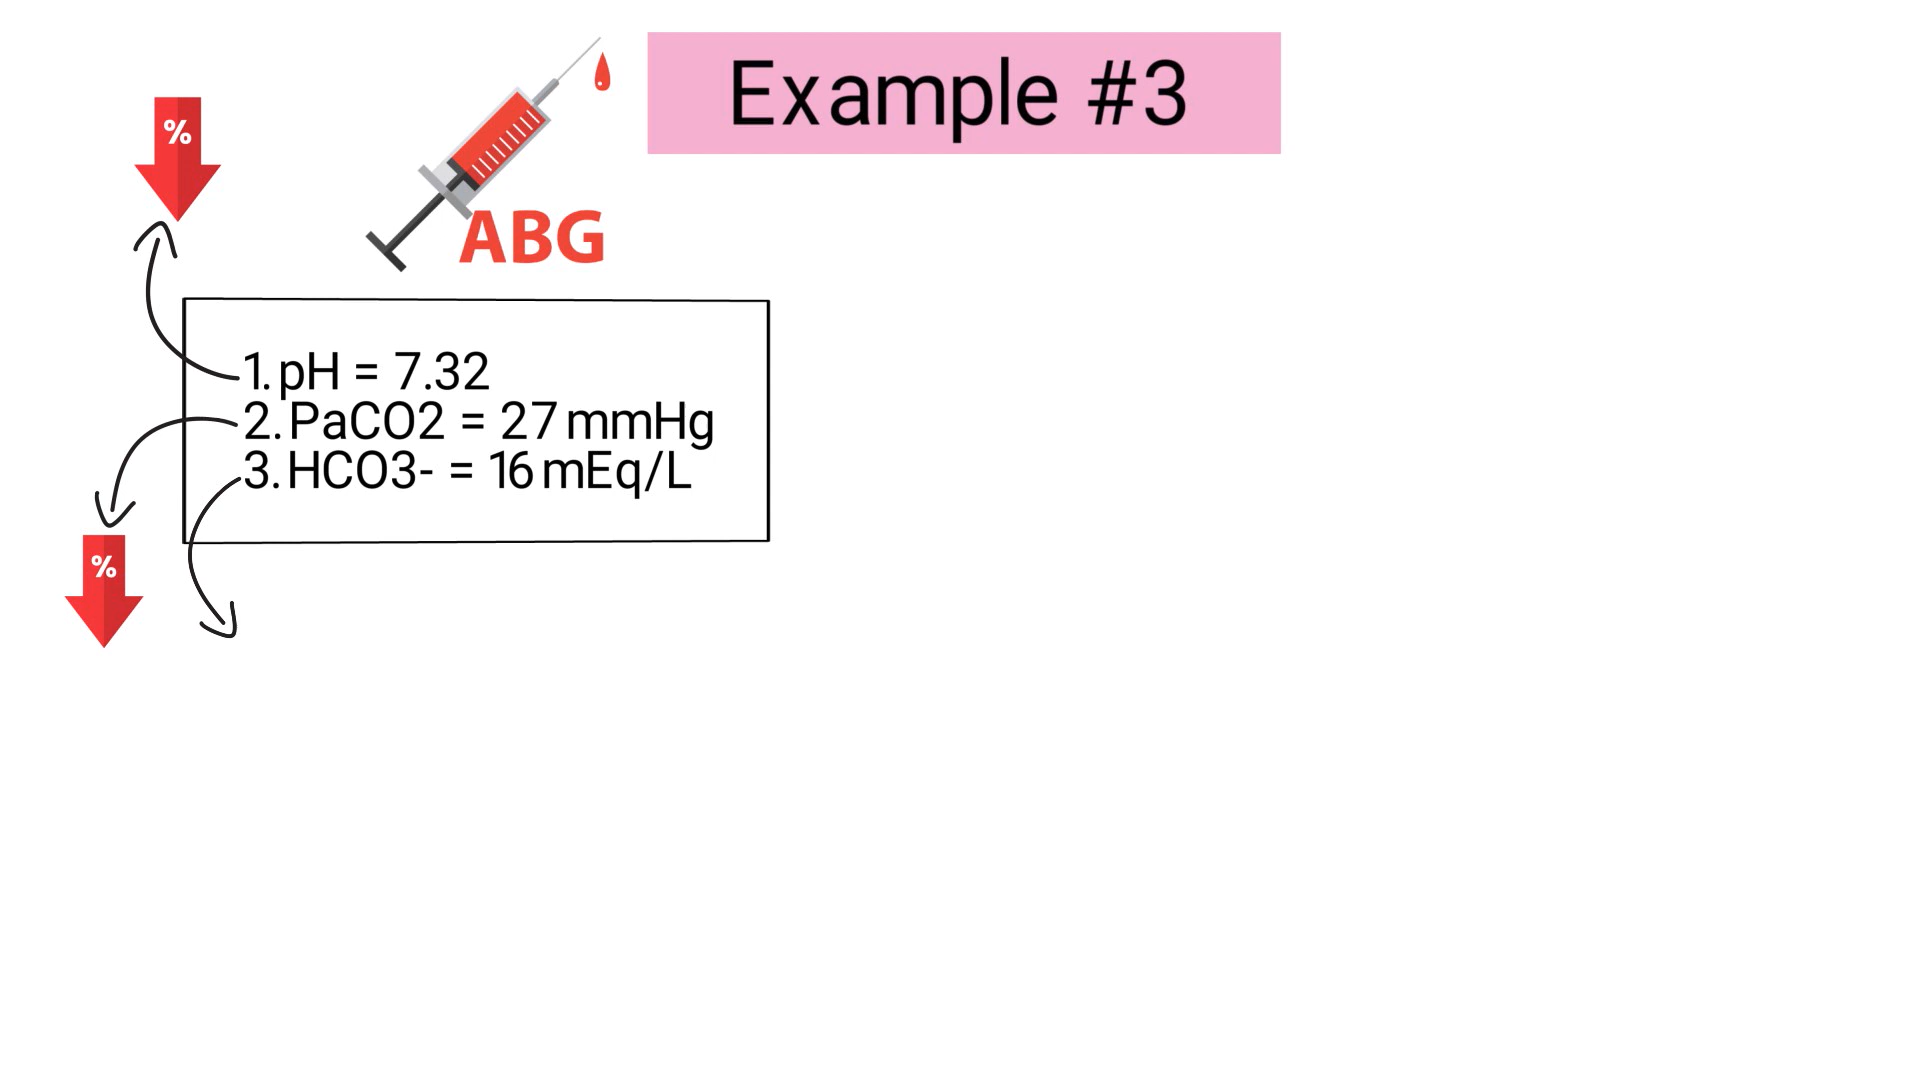 Example #3
%
ABG
1. pH = 7.32
2. PaCO2 = 27 mmHg
3. HCO3- = 16 mEq/L
%